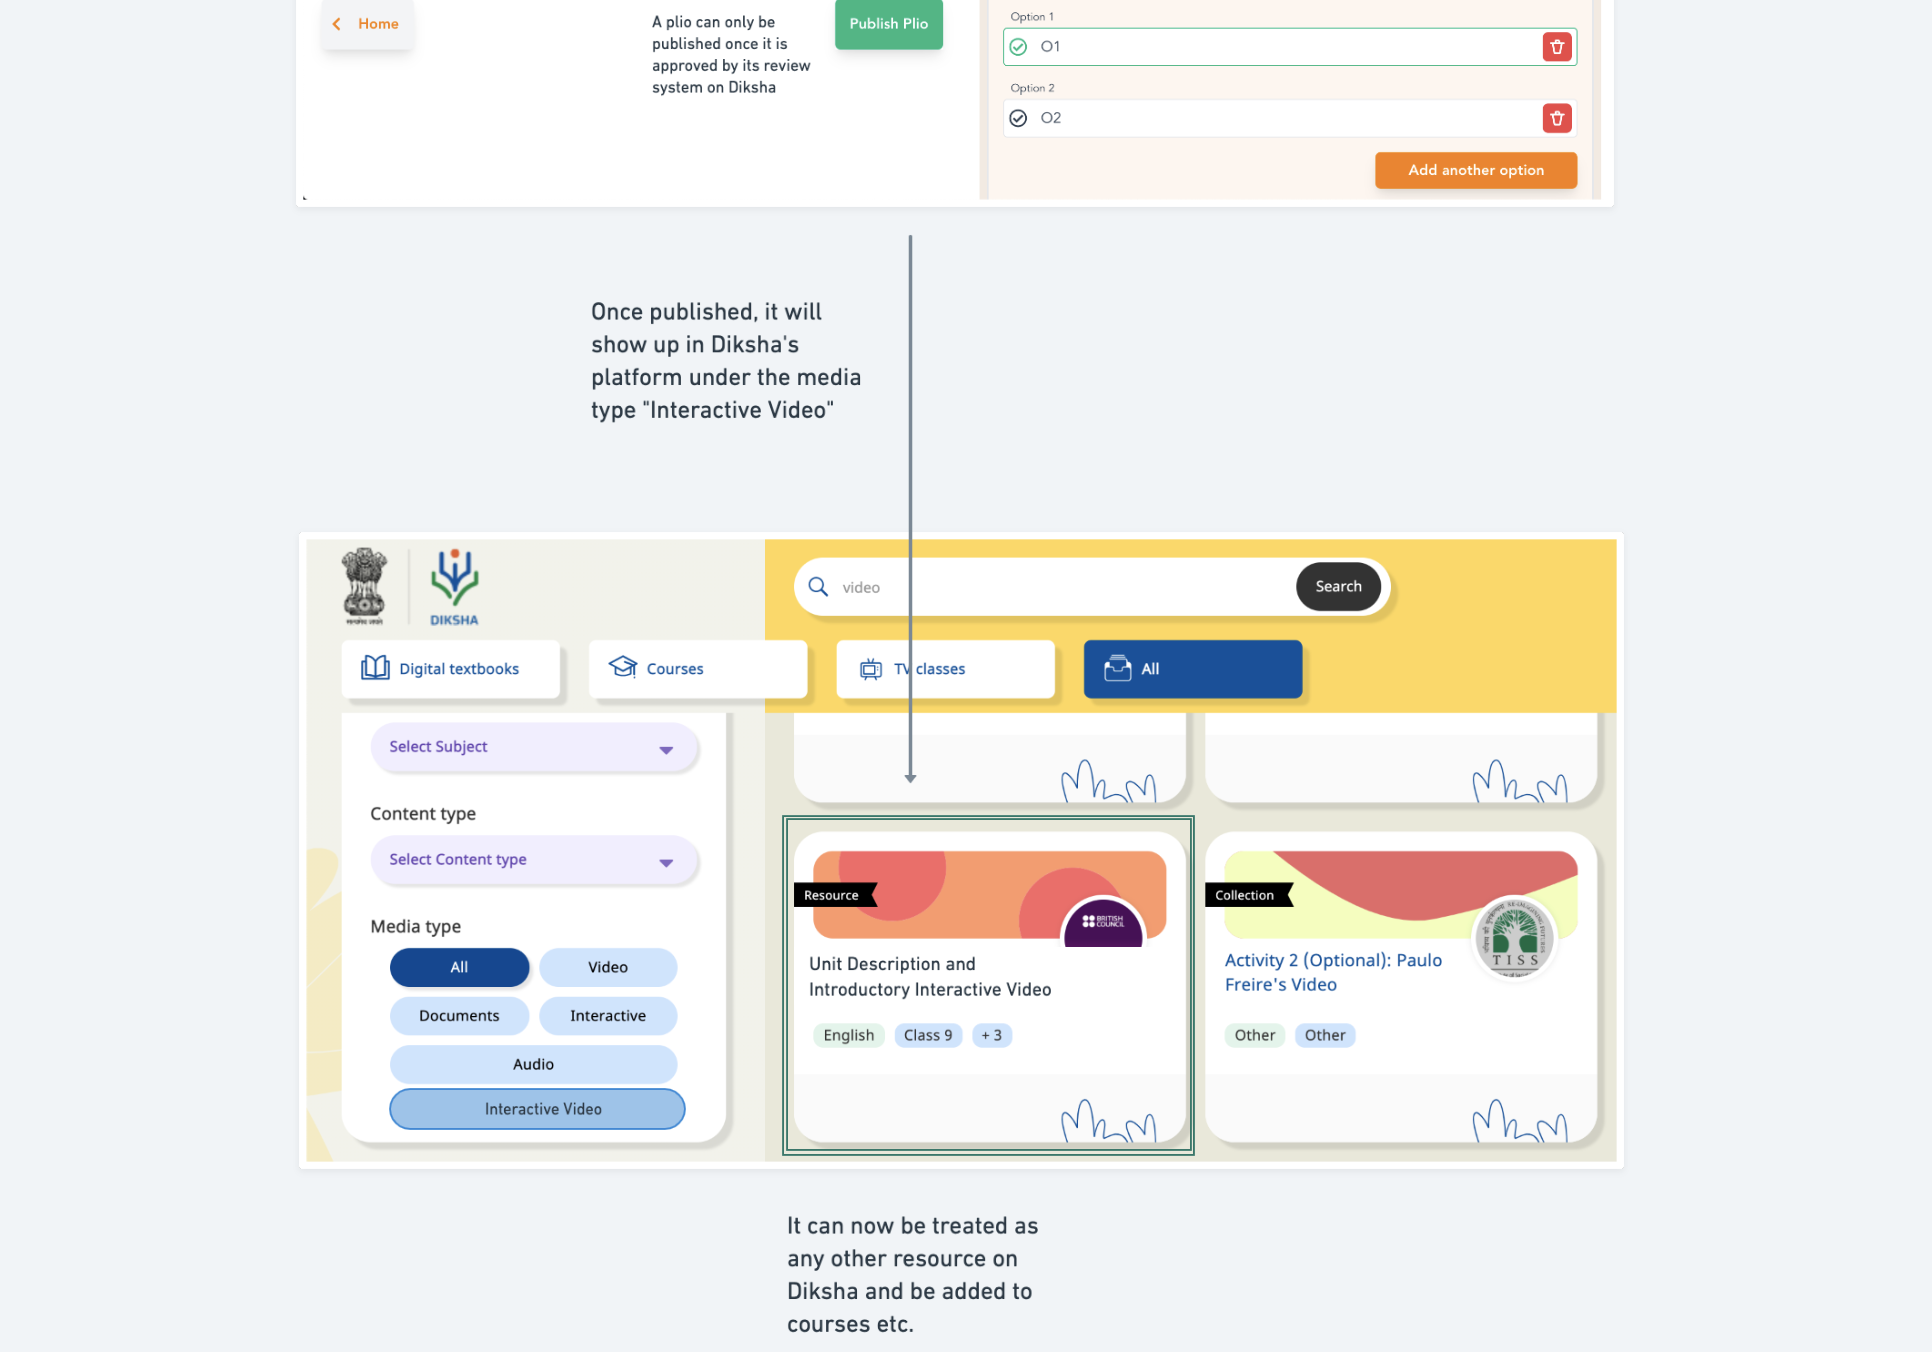 Home
A plio can only be
published once it is
approved by its review
system on Diksha
Publish Plio
Option 1
O1
Option 2
O2
Add another option
Once published, it will
show up in Diksha's
platform under the media
type "Interactive Video"
DIKSHA
video
Search
Digital textbooks
Courses
TV classes
All
Select Subject
Content type
Select Content type
Media type
All
Video
Documents
Interactive
Audio
Interactive Video
Resource
BRITISH
COUNCIL
Unit Description and
Introductory Interactive Video
English
Class 9
+ 3
Collection
TISS
Activity 2 (Optional): Paulo
Freire's Video
Other
Other
It can now be treated as
any other resource on
Diksha and be added to
courses etc.